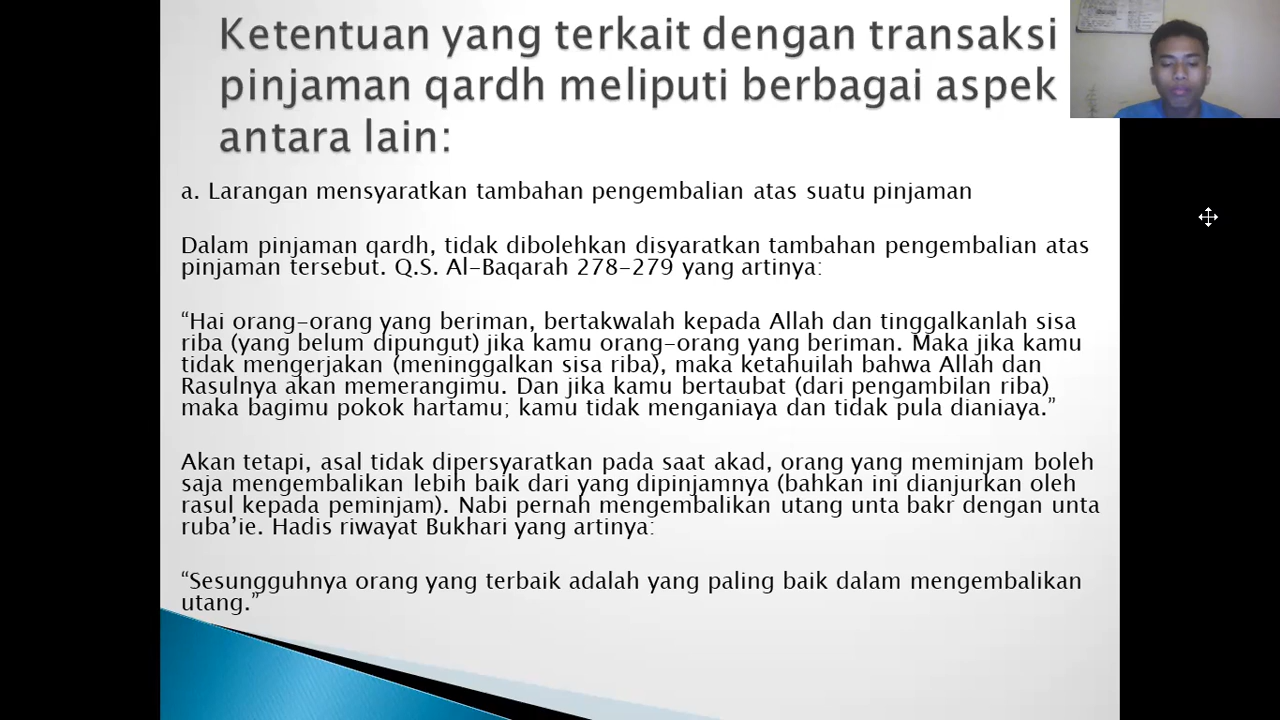 Ketentuan yang terkait dengan transaksi
pinjaman qardh meliputi berbagai aspek
antara lain:
a. Larangan mensyaratkan tambahan pengembalian atas suatu pinjaman
Dalam pinjaman qardh, tidak dibolehkan disyaratkan tambahan pengembalian atas
pinjaman tersebut. Q.S. Al-Baqarah 278-279 yang artinya:
“Hai orang-orang yang beriman, bertakwalah kepada Allah dan tinggalkanlah sisa
riba (yang belum dipungut) jika kamu orang-orang yang beriman. Maka jika kamu
tidak mengerjakan (meninggalkan sisa riba), maka ketahuilah bahwa Allah dan
Rasulnya akan memerangimu. Dan jika kamu bertaubat (dari pengambilan riba)
maka bagimu pokok hartamu; kamu tidak menganiaya dan tidak pula dianiaya.”
Akan tetapi, asal tidak dipersyaratkan pada saat akad, orang yang meminjam boleh
saja mengembalikan lebih baik dari yang dipinjamnya (bahkan ini dianjurkan oleh
rasul kepada peminjam). Nabi pernah mengembalikan utang unta bakr dengan unta
ruba’ie. Hadis riwayat Bukhari yang artinya:
“Sesungguhnya orang yang terbaik adalah yang paling baik dalam mengembalikan
utang.”